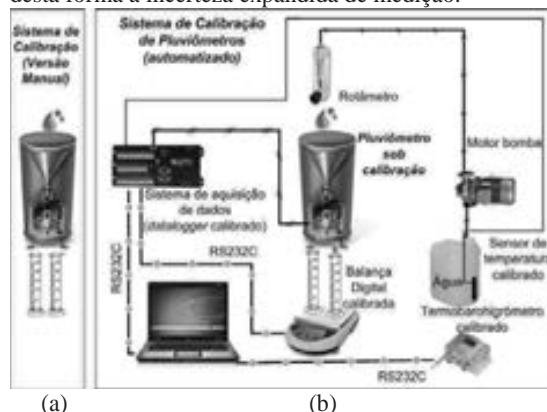 desta forma a incerteza expandida de medição.
Sistema de
Calibração
(Versão
Manual)
Sistema de Calibração
de Pluviômetros
(automatizado)
Rotâmetro
Pluviômetro
sob
calibração
Motor bomba
Sistema de aquisição
de dados
(datalogger calibrado)
RS232C
RS232C
Balança
Digital
calibrada
Sensor de
temperatura
calibrado
Água
Termobarohigrômetro
calibrado
RS232C
(a)
(b)